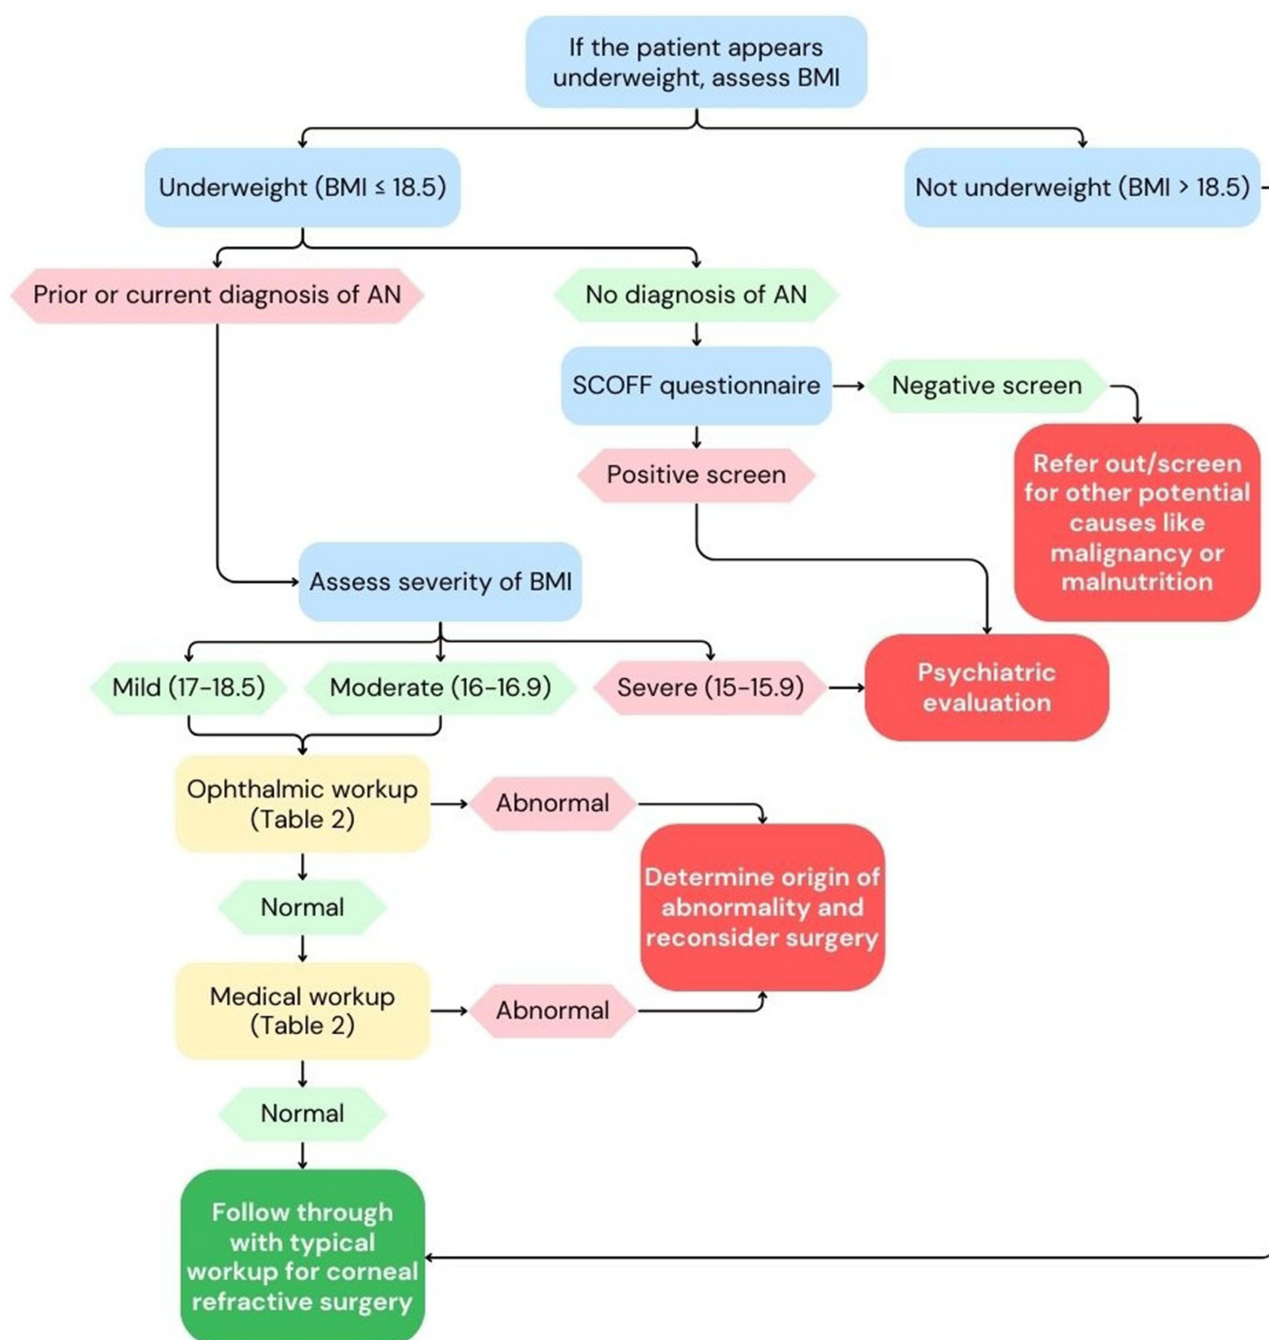 If the patient appears
underweight, assess BMI
Underweight (BMI ≤ 18.5)
Not underweight (BMI > 18.5)
Prior or current diagnosis of AN
No diagnosis of AN
SCOFF questionnaire
Negative screen
Positive screen
Refer out/screen
for other potential
causes like
malignancy or
malnutrition
Assess severity of BMI
Mild (17-18.5)
Moderate (16-16.9)
Severe (15-15.9)
Psychiatric
evaluation
Ophthalmic workup
(Table 2)
Abnormal
Determine origin of
abnormality and
reconsider surgery
Normal
Medical workup
(Table 2)
Abnormal
Normal
Follow through
with typical
workup for corneal
refractive surgery